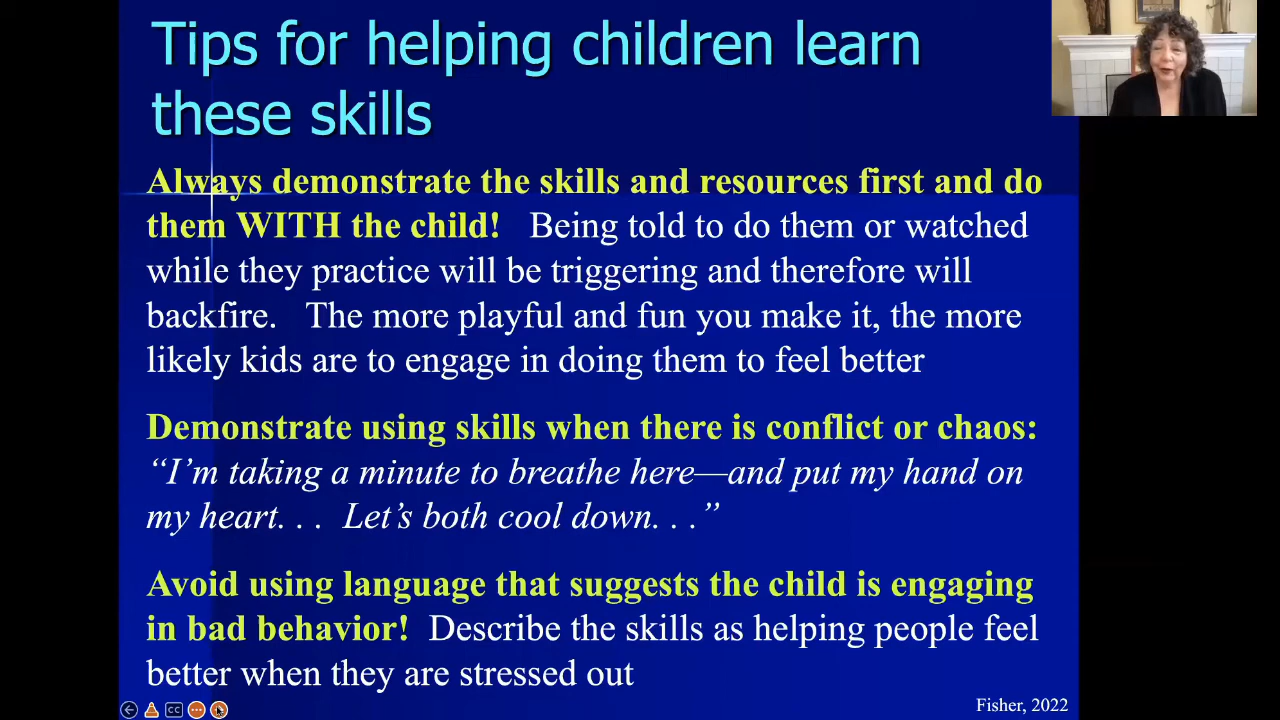 Tips for helping children learn
these skills
Always demonstrate the skills and resources first and do
them WITH the child! Being told to do them or watched
while they practice will be triggering and therefore will
backfire. The more playful and fun you make it, the more
likely kids are to engage in doing them to feel better
Demonstrate using skills when there is conflict or chaos:
“I’m taking a minute to breathe here—and put my hand on
my heart. . . Let’s both cool down. . .”
Avoid using language that suggests the child is engaging
in bad behavior! Describe the skills as helping people feel
better when they are stressed out
CC
Fisher, 2022